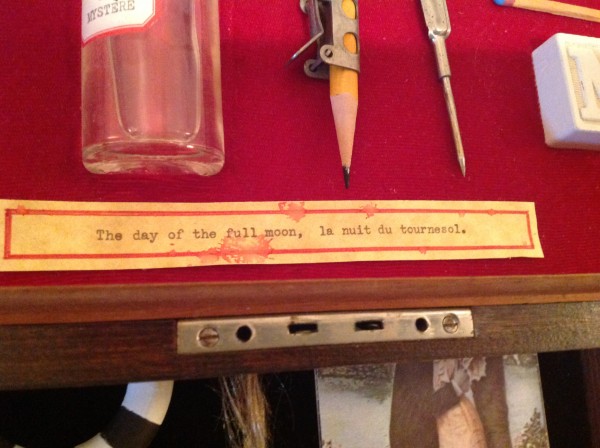 MYSTÈRE
The day of the full moon, la nuit du tournesol.